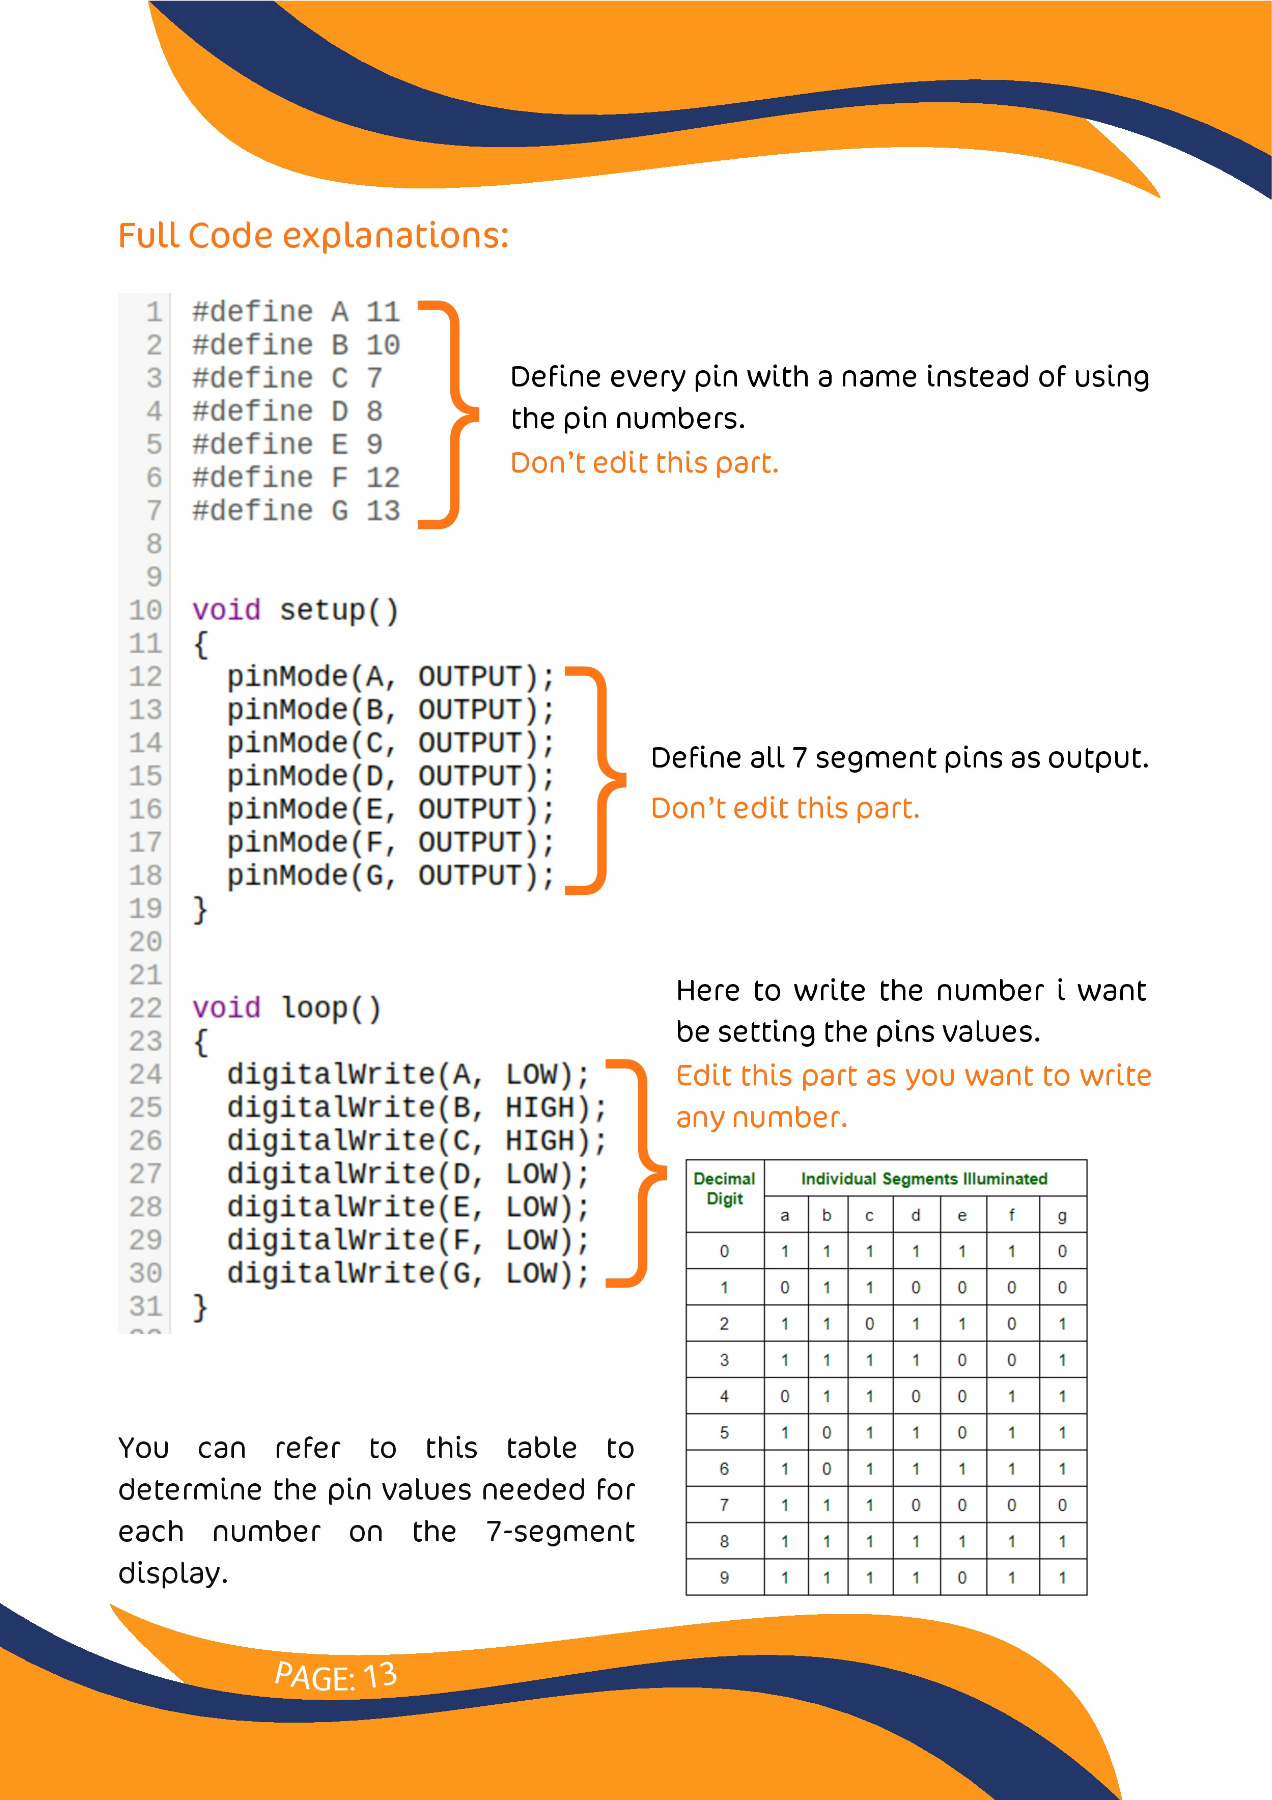 Full Code explanations:
1 #define A 11
2 #define B 10
3 #define C 7
4 #define D 8
5 #define E 9
6 #define F 12
7 #define G 13
8
9
Define every pin with a name instead of using
the pin numbers.
Don't edit this part.
10 void setup()
11 {
12 pinMode(A, OUTPUT);
13 pinMode(B, OUTPUT);
14 pinMode(C, OUTPUT);
15 pinMode(D, OUTPUT);
16 pinMode(E, OUTPUT);
17 pinMode(F, OUTPUT);
18 pinMode(G, OUTPUT);
19 }
20
21
Define all 7 segment pins as output.
Don't edit this part.
22 void loop()
23 {
24 digitalWrite(A, LOW);
25 digitalWrite(B, HIGH);
26 digitalWrite(C, HIGH);
27 digitalWrite(D, LOW);
28 digitalWrite(E, LOW);
29 digitalWrite(F, LOW);
30 digitalWrite(G, LOW);
31 }
Here to write the number i want
be setting the pins values.
Edit this part as you want to write
any number.
Decimal Digit Individual Segments Illuminated
a b c d e f g
0 1 1 1 1 1 1 0
1 0 1 1 0 0 0 0
2 1 1 0 1 1 0 1
3 1 1 1 1 0 0 1
4 0 1 1 0 0 1 1
5 1 0 1 1 0 1 1
6 1 0 1 1 1 1 1
7 1 1 1 0 0 0 0
8 1 1 1 1 1 1 1
9 1 1 1 1 0 1 1
You can refer to this table to
determine the pin values needed for
each number on the 7-segment
display.
PAGE: 13